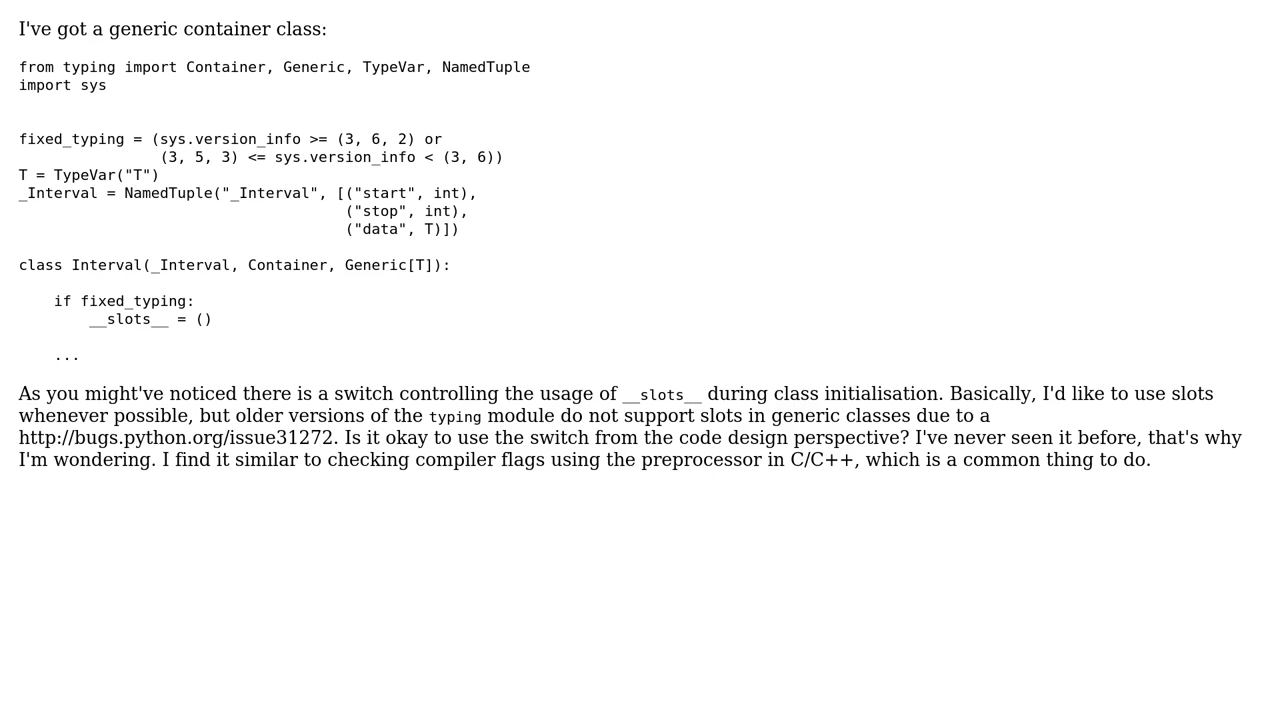 I've got a generic container class:
from typing import Container, Generic, TypeVar, NamedTuple
import sys
fixed_typing = (sys.version_info >= (3, 6, 2) or
                (3, 5, 3) <= sys.version_info < (3, 6))
T = TypeVar("T")
_Interval = NamedTuple("_Interval", [("start", int),
                                     ("stop", int),
                                     ("data", T)])
class Interval(_Interval, Container, Generic[T]):
    if fixed_typing:
        __slots__ = ()
    ...
As you might've noticed there is a switch controlling the usage of __slots__ during class initialisation. Basically, I'd like to use slots
whenever possible, but older versions of the typing module do not support slots in generic classes due to a
http://bugs.python.org/issue31272. Is it okay to use the switch from the code design perspective? I've never seen it before, that's why
I'm wondering. I find it similar to checking compiler flags using the preprocessor in C/C++, which is a common thing to do.